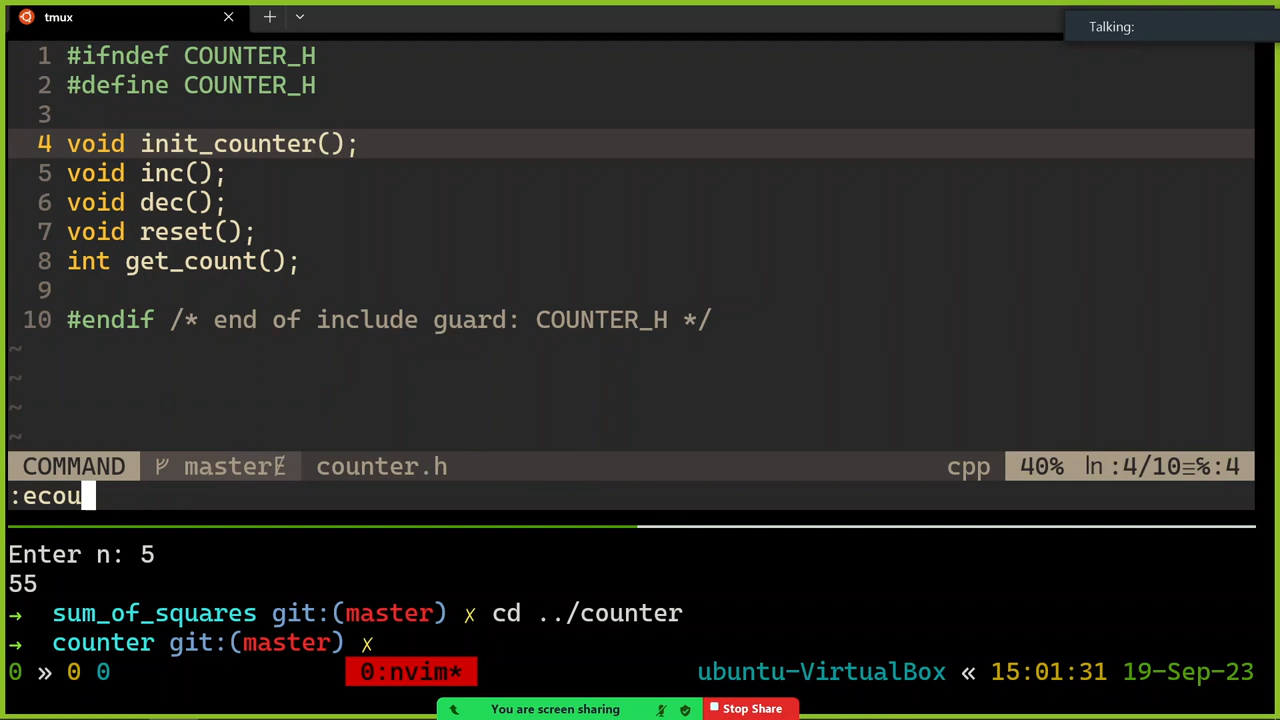 tmux
Talking:
1 #ifndef COUNTER_H
2 #define COUNTER_H
3
4 void init_counter();
5 void inc();
6 void dec();
7 void reset();
8 int get_count();
9
10 #endif /* end of include guard: COUNTER_H */
~
~
~
~
COMMAND master counter.h cpp 40% ln :4/10≡%:4
:ecou
Enter n: 5
55
→ sum_of_squares git:(master) ✗ cd ../counter
→ counter git:(master) ✗
0 » 0 0 0:nvim* ubuntu-VirtualBox « 15:01:31 19-Sep-23
You are screen sharing Stop Share